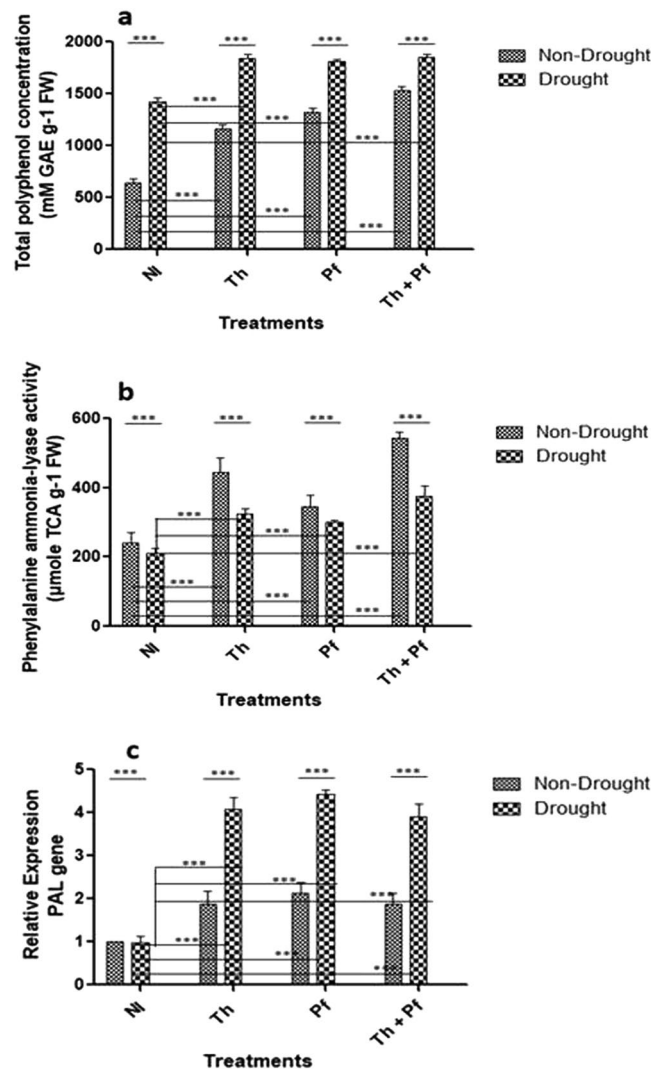 a
*** *** *** ***
2000
1500
1000
500
0
***
***
***
***
***
***
Total polyphenol concentration
(mM GAE g-1 FW)
NI Th Pf Th + Pf
Treatments
Non-Drought
Drought
b
*** *** *** ***
600
400
200
0
***
***
***
***
***
***
Phenylalanine ammonia-lyase activity
(µmole TCA g-1 FW)
NI Th Pf Th + Pf
Treatments
Non-Drought
Drought
c
*** *** *** ***
5
4
3
2
1
0
***
***
***
***
***
***
Relative Expression
PAL gene
NI Th Pf Th + Pf
Treatments
Non-Drought
Drought